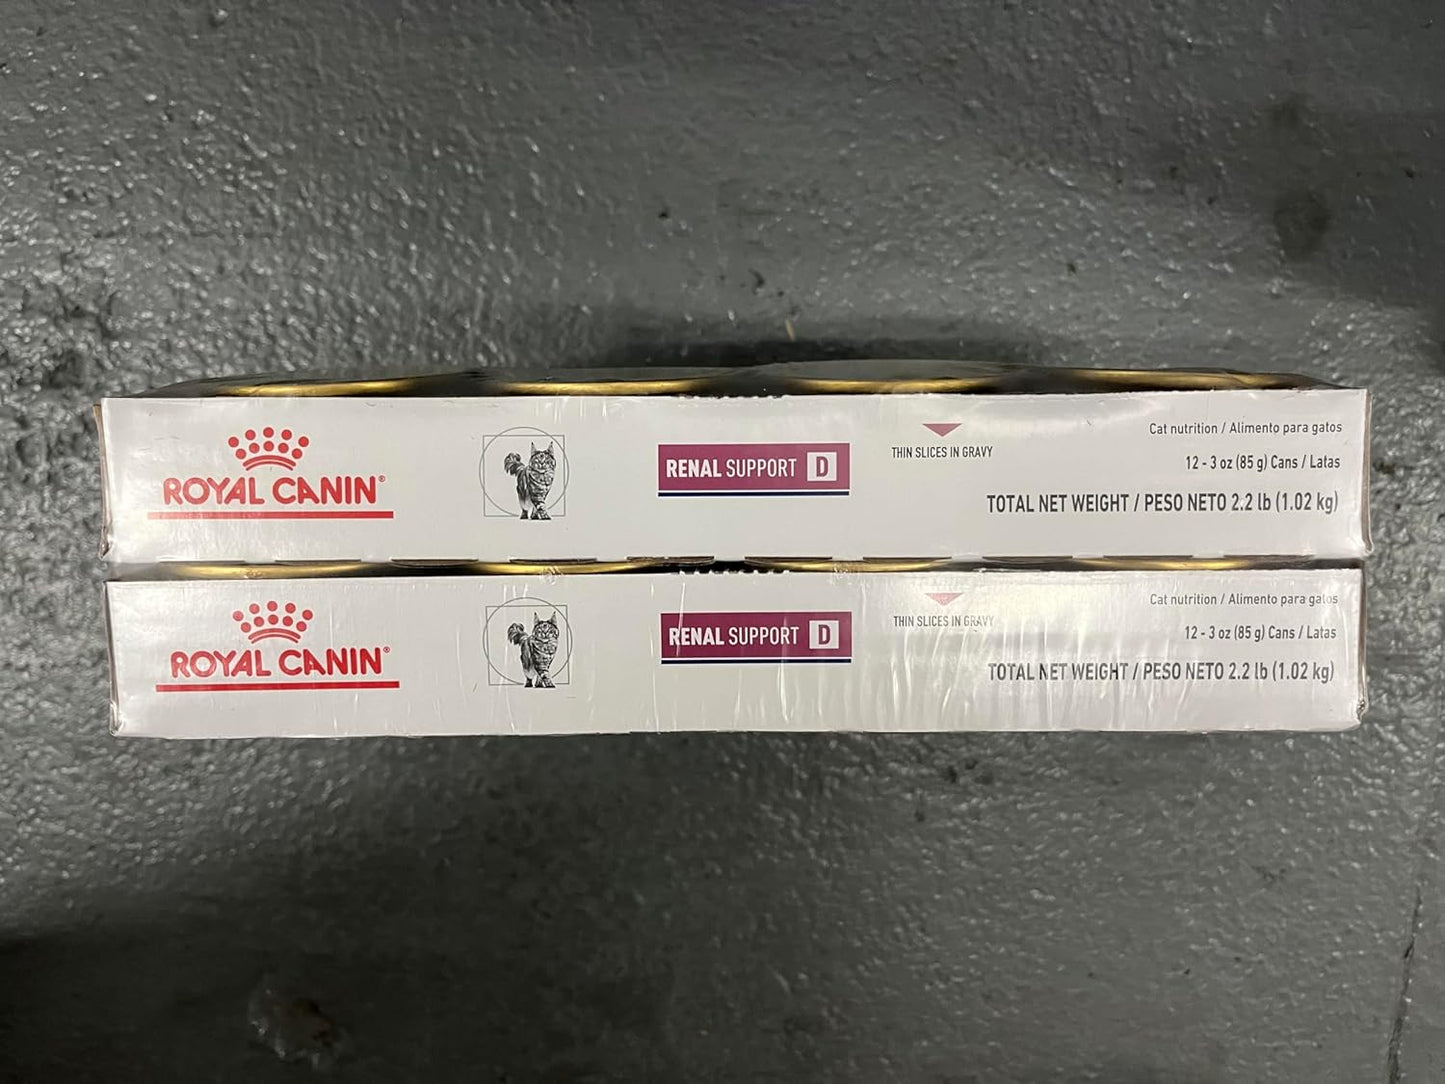 ROYAL CANIN®
RENAL SUPPORT D
THIN SLICES IN GRAVY
Cat nutrition / Alimento para gatos
12 - 3 oz (85 g) Cans / Latas
TOTAL NET WEIGHT / PESO NETO 2.2 lb (1.02 kg)
ROYAL CANIN®
RENAL SUPPORT D
THIN SLICES IN GRAVY
Cat nutrition / Alimento para gatos
12 - 3 oz (85 g) Cans / Latas
TOTAL NET WEIGHT / PESO NETO 2.2 lb (1.02 kg)